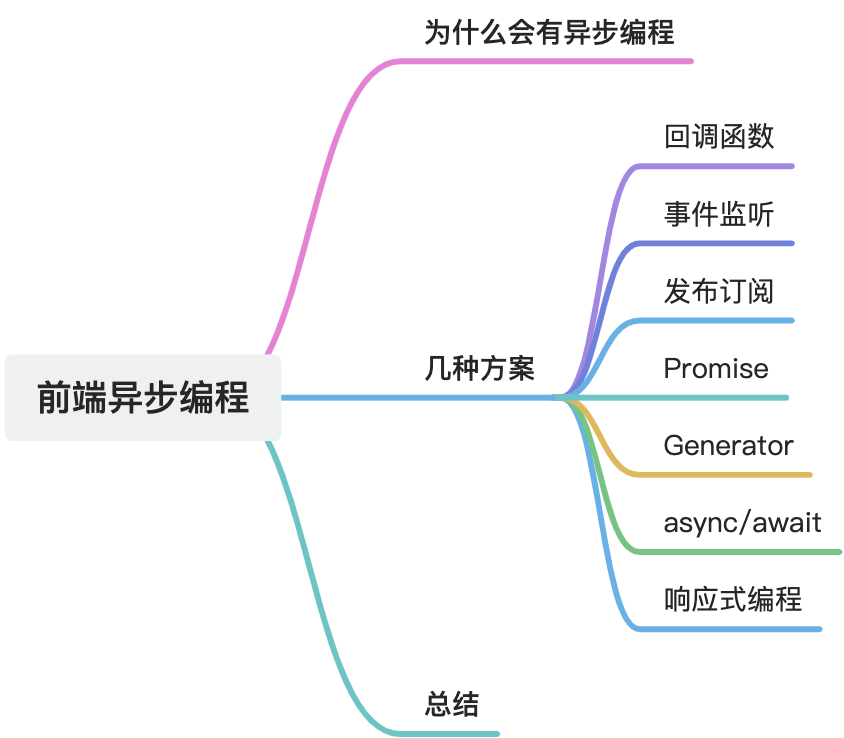 前端异步编程
为什么会有异步编程
几种方案
回调函数
事件监听
发布订阅
Promise
Generator
async/await
响应式编程
总结